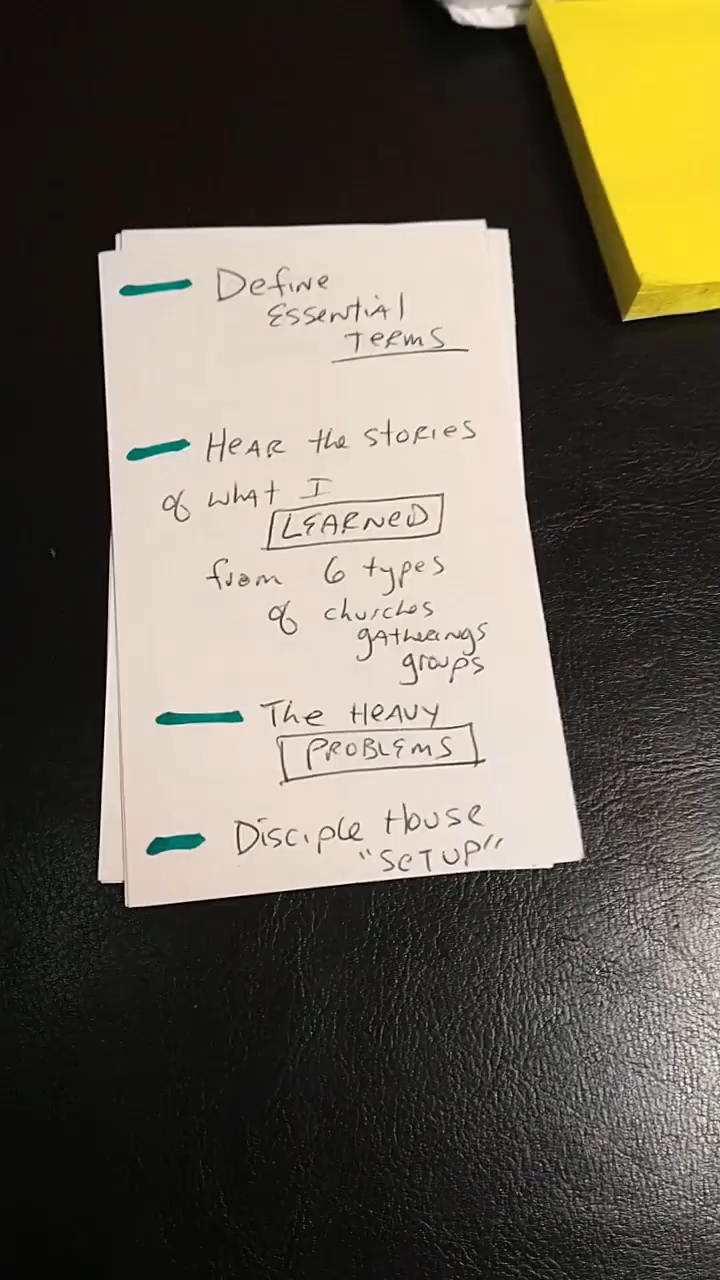 Define
Essential
Terms
Hear the stories
of what I
LEARNED
from 6 types
of churches
gatherings
groups
The HEAVY
PROBLEMS
Disciple House
"SETUP"